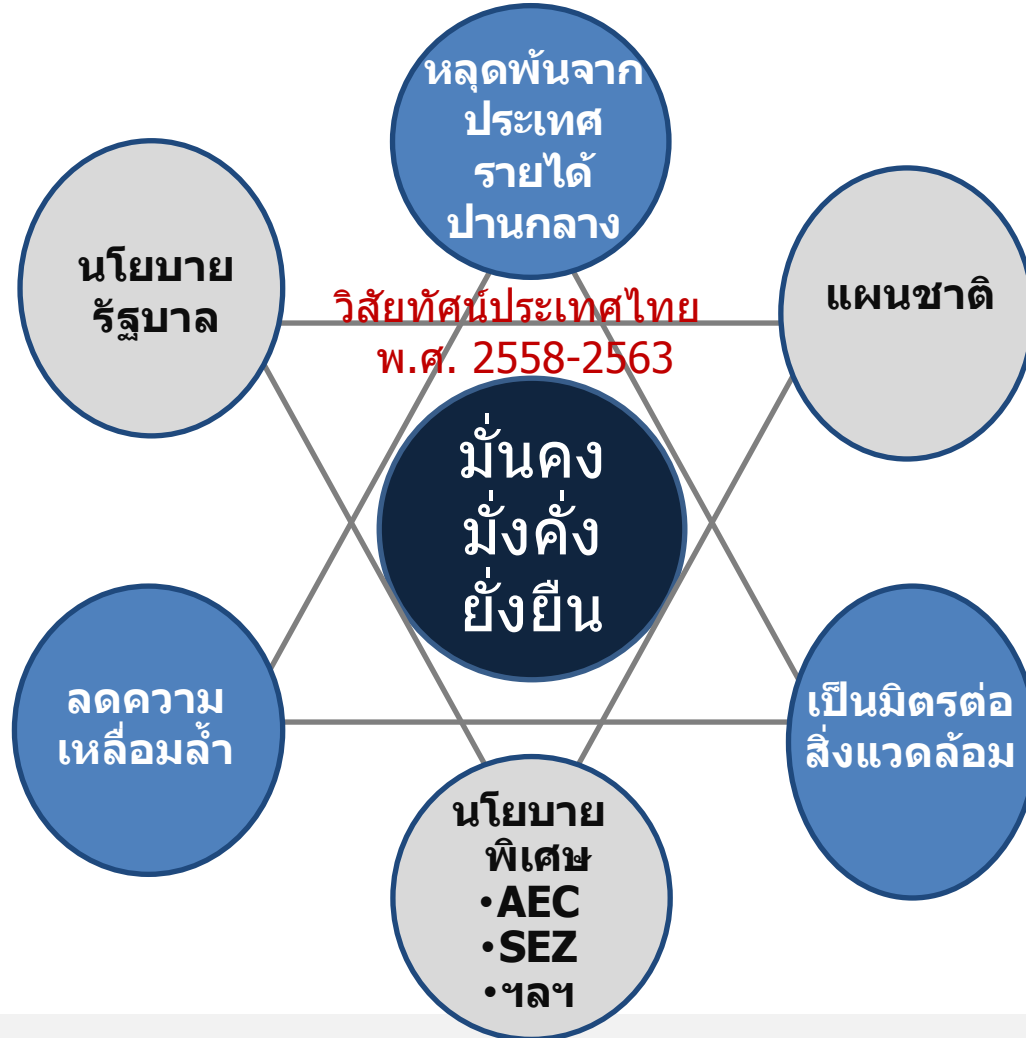 หลุดพ้นจาก
ประเทศ
รายได้
ปานกลาง
นโยบาย
รัฐบาล
แผนชาติ
วิสัยทัศน์ประเทศไทย
พ.ศ. 2558-2563
มั่นคง
มั่งคั่ง
ยั่งยืน
ลดความ
เหลื่อมล้ำ
เป็นมิตรต่อ
สิ่งแวดล้อม
นโยบาย
พิเศษ
•AEC
•SEZ
•ฯลฯ